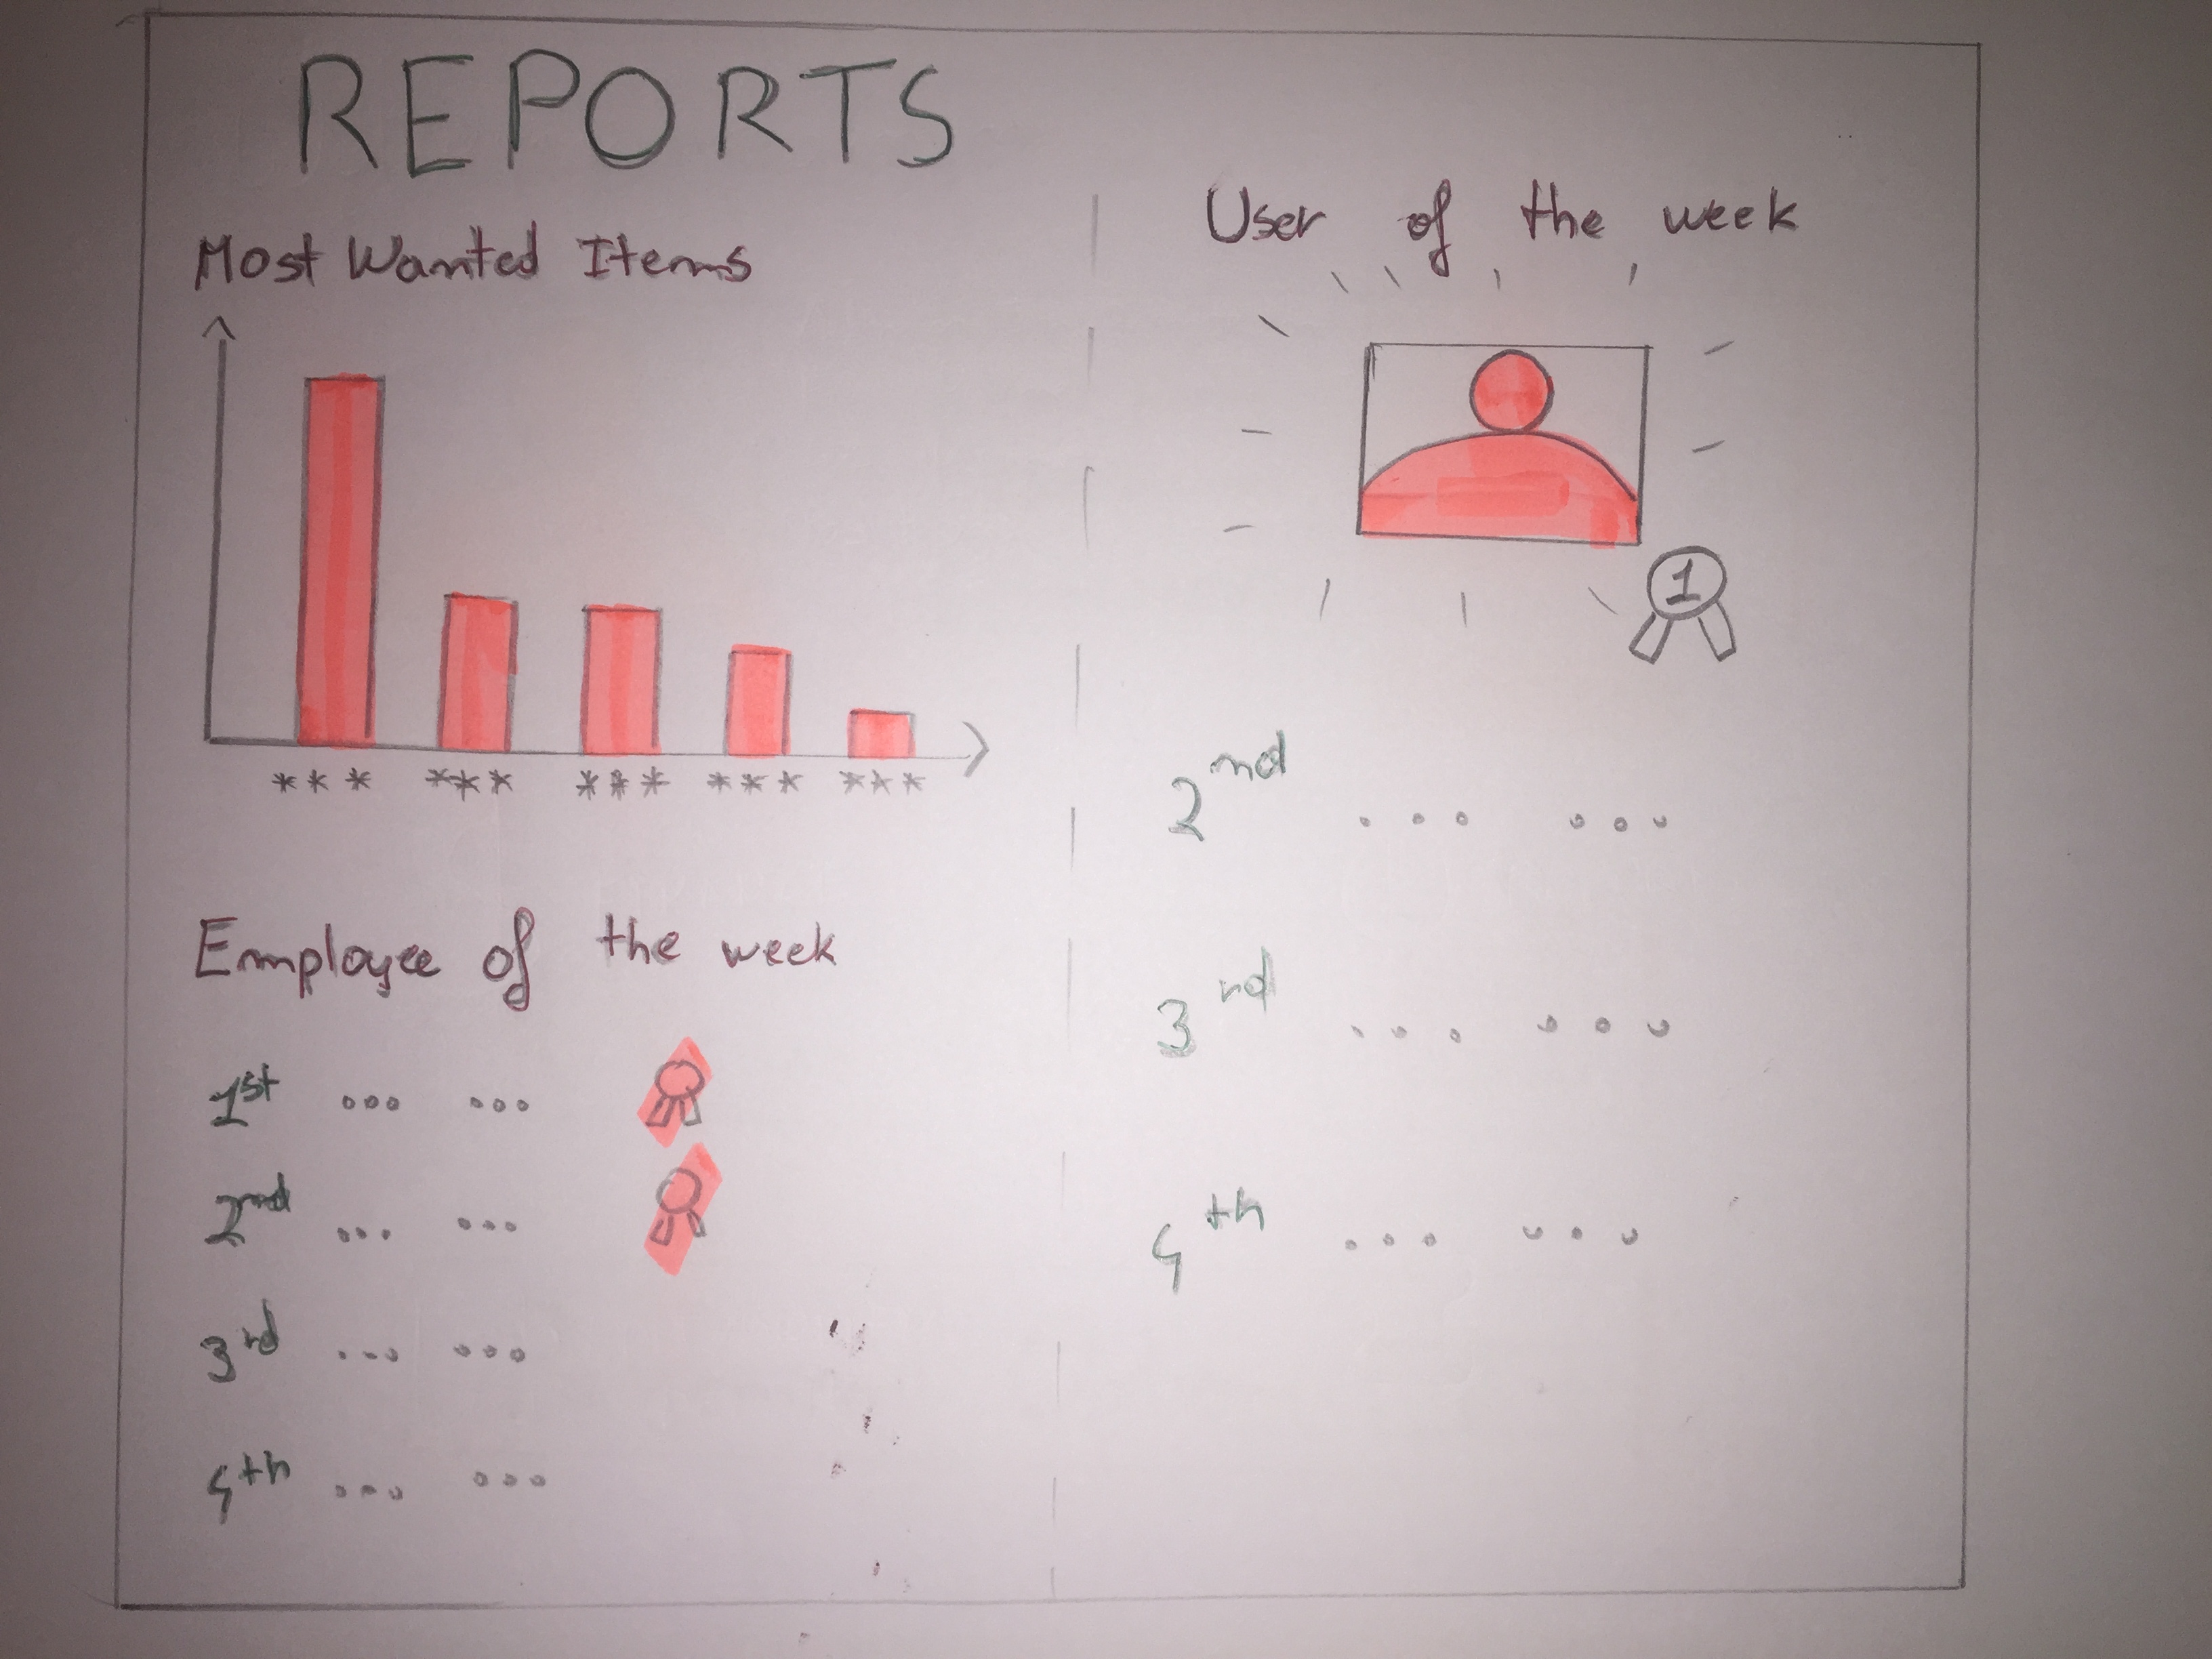 REPORTS
Most Wanted Items
*** *** *** *** ***
Employee of the week
1st ... ...
2nd ... ...
3rd ... ...
4th ... ...
User of the week
1
2nd ... ...
3rd ... ...
4th ... ...